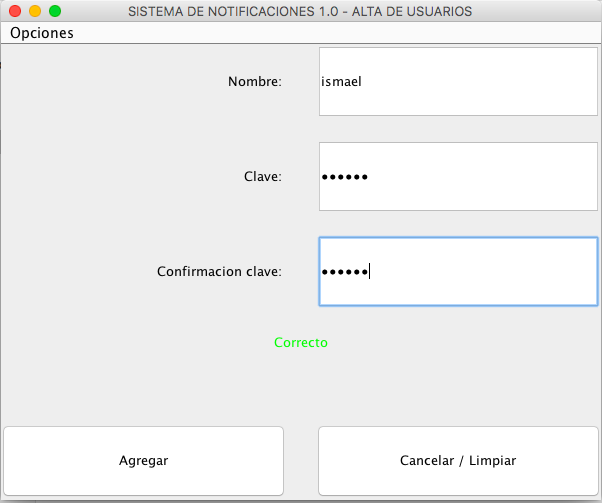 SISTEMA DE NOTIFICACIONES 1.0 - ALTA DE USUARIOS
Opciones
Nombre: ismael
Clave: ••••••
Confirmacion clave: ••••••
Correcto
Agregar Cancelar / Limpiar